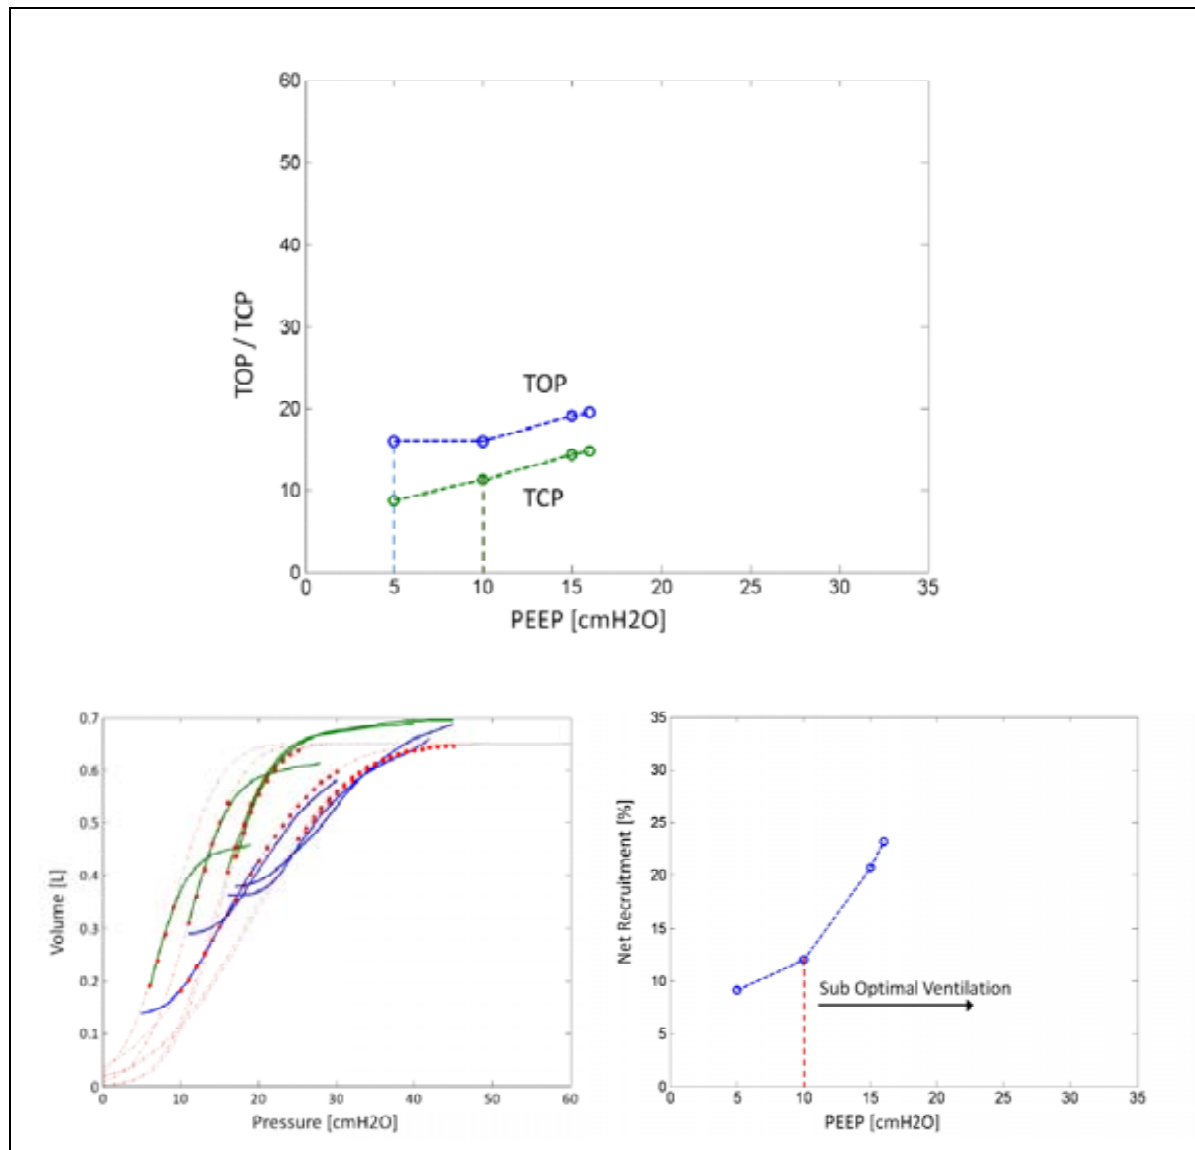 60
50
40
30
20
10
0
TOP / TCP
TOP
TCP
0 5 10 15 20 25 30 35
PEEP [cmH2O]
0.7
0.6
0.5
0.4
0.3
0.2
0.1
0
Volume [L]
0 10 20 30 40 50 60
Pressure [cmH2O]
35
30
25
20
15
10
5
0
Net Recruitment [%]
Sub Optimal Ventilation
0 5 10 15 20 25 30 35
PEEP [cmH2O]